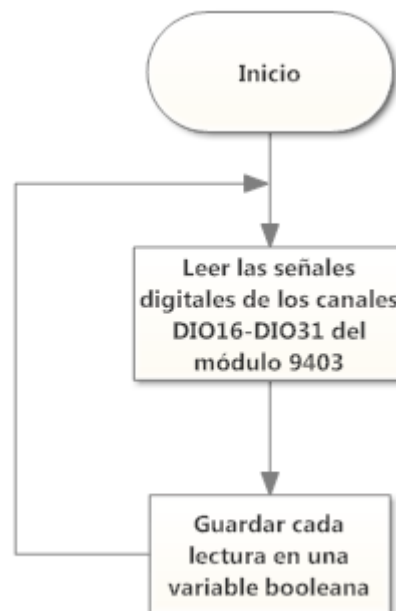 Inicio
Leer las señales
digitales de los canales
DIO16-DIO31 del
módulo 9403
Guardar cada
lectura en una
variable booleana